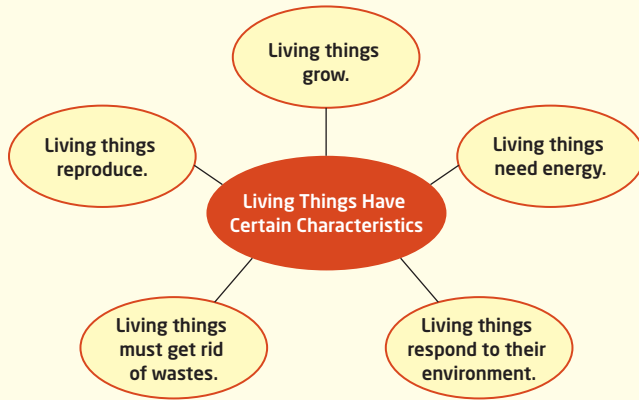 Living things
grow.
Living things
reproduce.
Living things
need energy.
Living Things Have
Certain Characteristics
Living things
must get rid
of wastes.
Living things
respond to their
environment.